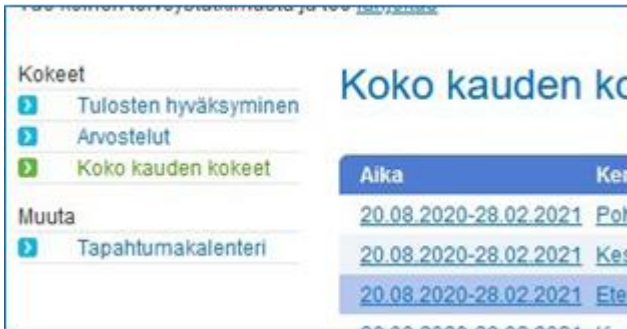 Kokeet
Tulosten hyväksyminen
Arvostelut
Koko kauden kokeet
Muuta
Tapahtumakalenteri
Koko kauden
Aika
20.08.2020-28.02.2021
20.08.2020-28.02.2021
20.08.2020-28.02.2021